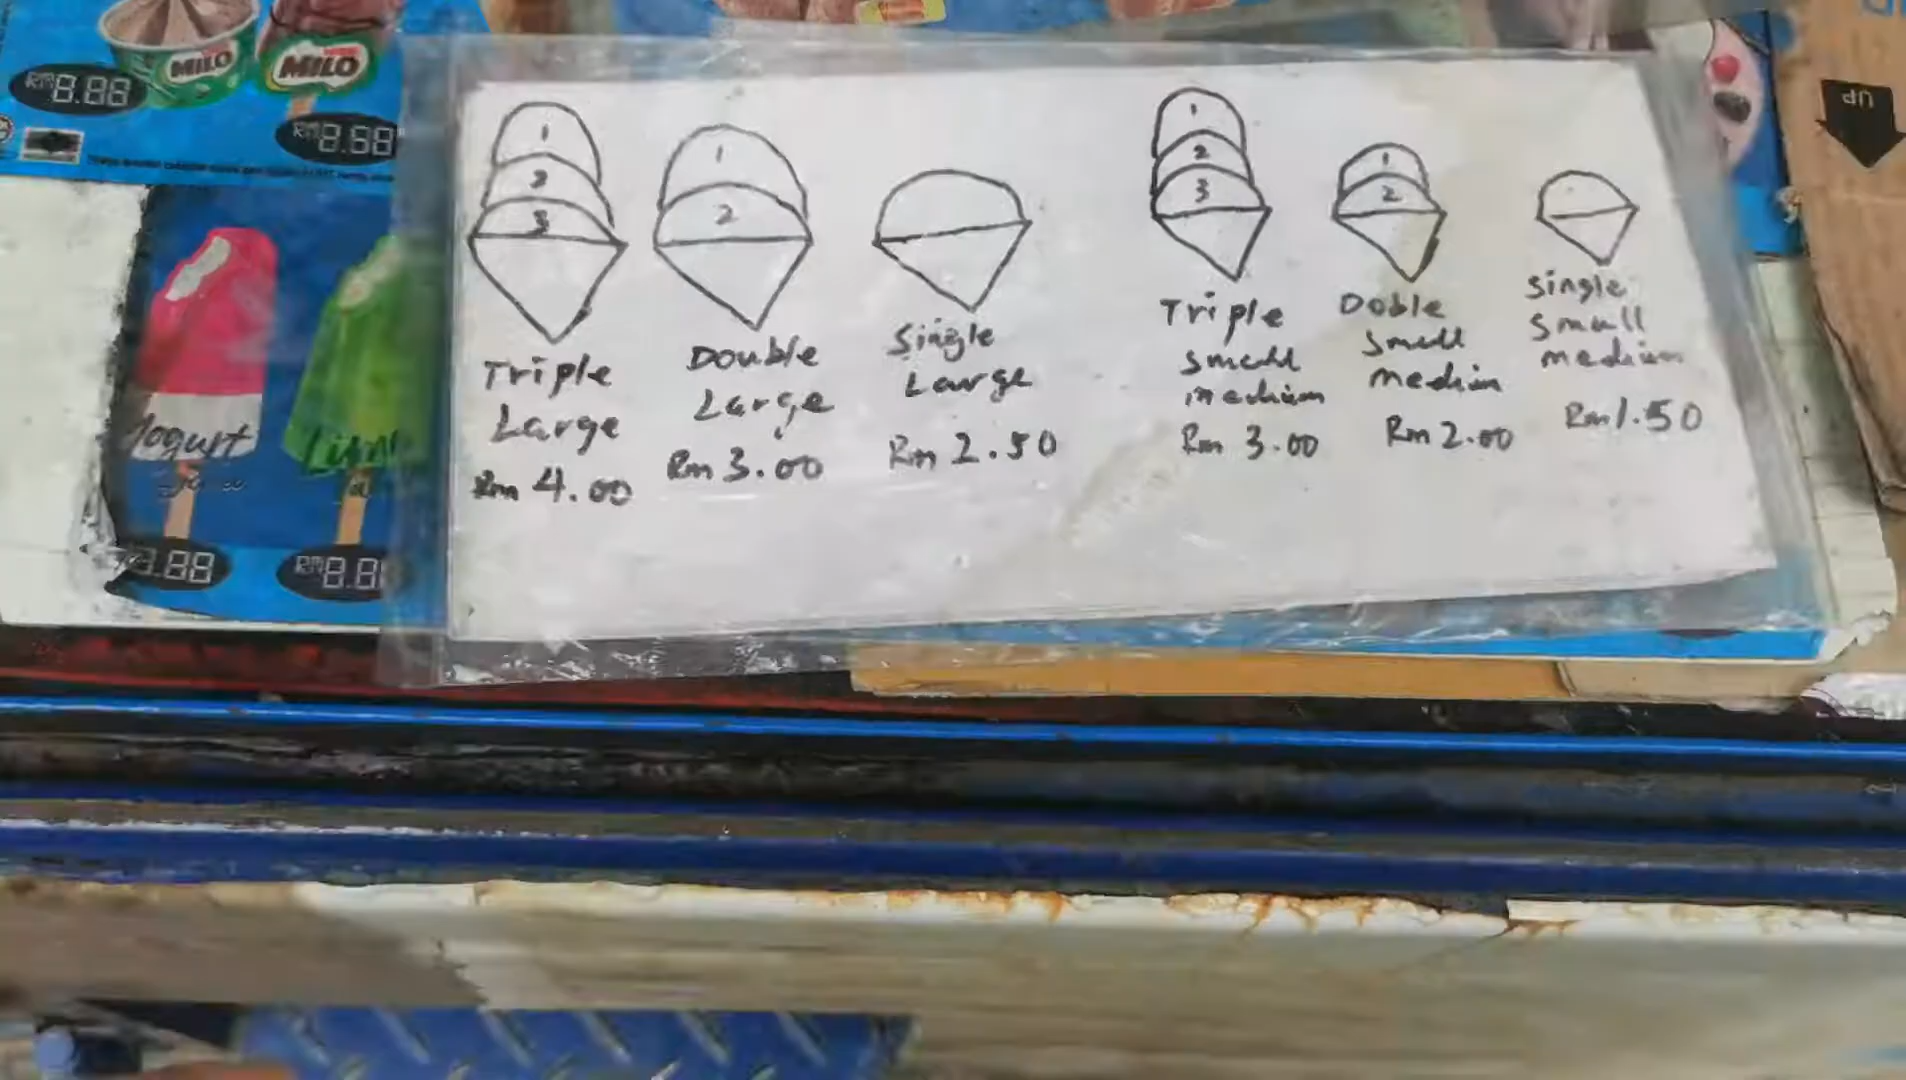 MILO
MILO
RM8.88
RM8.88
UP
1
2
3
Triple
Large
Rm 4.00
1
2
Double
Large
Rm 3.00
Single
Large
Rm 2.50
1
2
3
Triple
small
medium
Rm 3.00
1
2
Doble
small
medium
Rm 2.00
single
small
medium
Rm 1.50
Yogurt
8.88
RM8.88